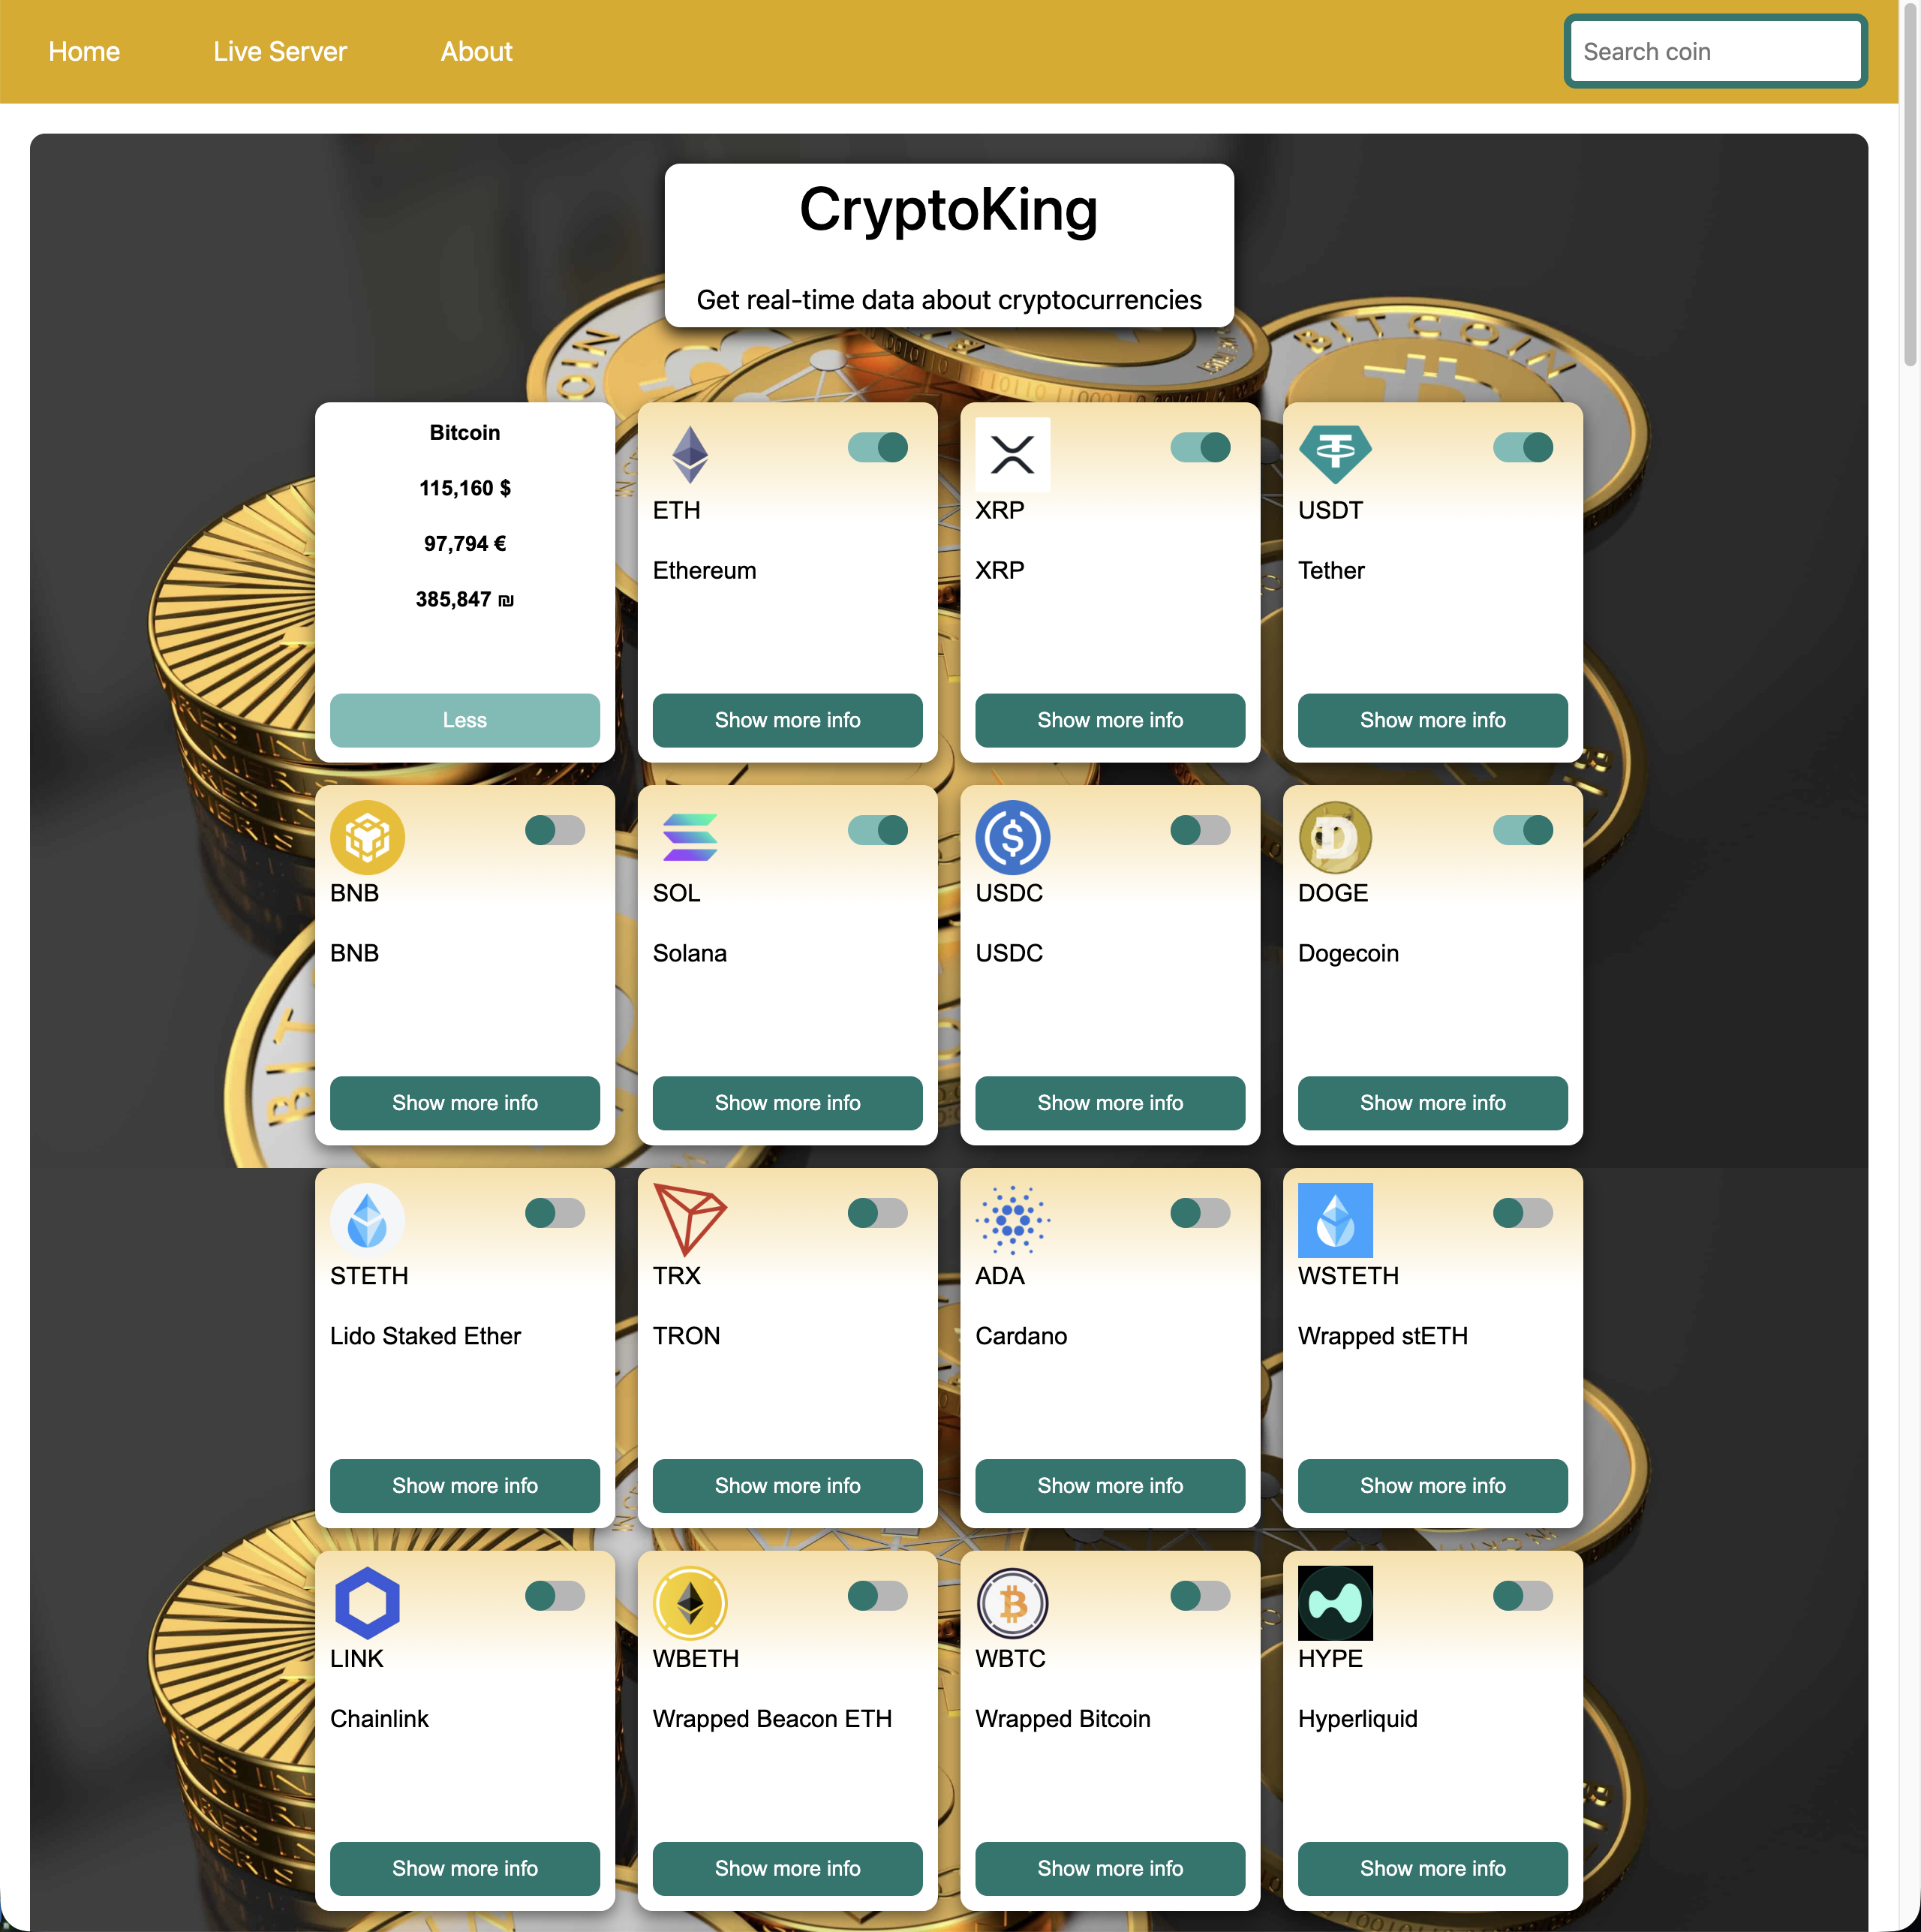 Home
Live Server
About
Search coin
CryptoKing
Get real-time data about cryptocurrencies
BITCOIN
Bitcoin
115,160 $
97,794 €
385,847 ₪
Less
ETH
Ethereum
Show more info
XRP
XRP
Show more info
USDT
Tether
Show more info
BNB
BNB
Show more info
SOL
Solana
Show more info
USDC
USDC
Show more info
DOGE
Dogecoin
Show more info
STETH
Lido Staked Ether
Show more info
TRX
TRON
Show more info
ADA
Cardano
Show more info
WSTETH
Wrapped stETH
Show more info
LINK
Chainlink
Show more info
WBETH
Wrapped Beacon ETH
Show more info
WBTC
Wrapped Bitcoin
Show more info
HYPE
Hyperliquid
Show more info